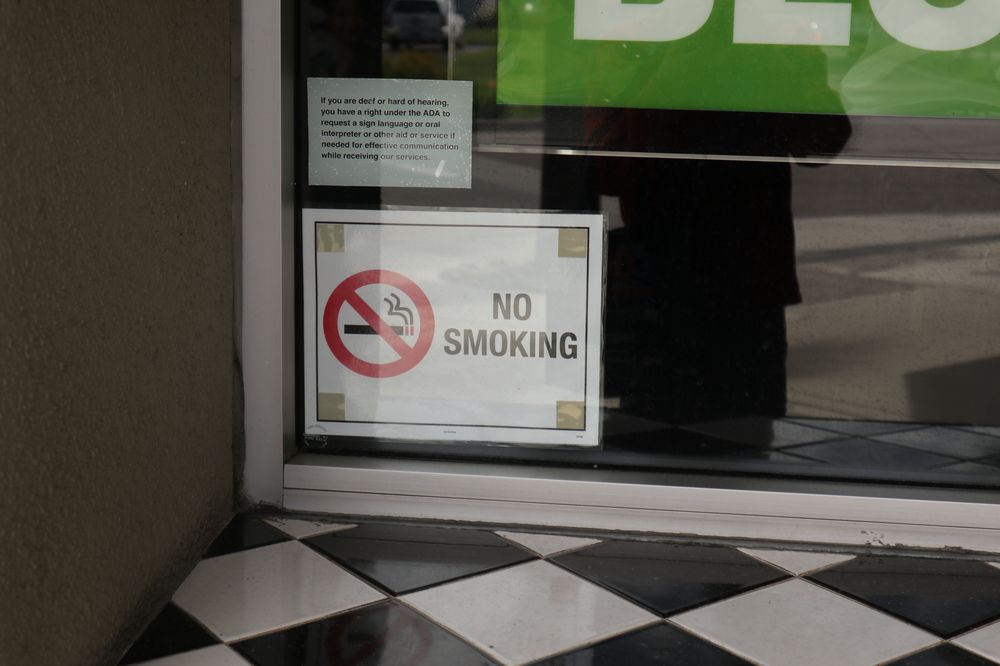 If you are decf or hard of hearing,
you have a right under the ADA to
request a sign language or oral
interpreter or other aid or service if
needed for effective communication
while receiving our services.
NO
SMOKING